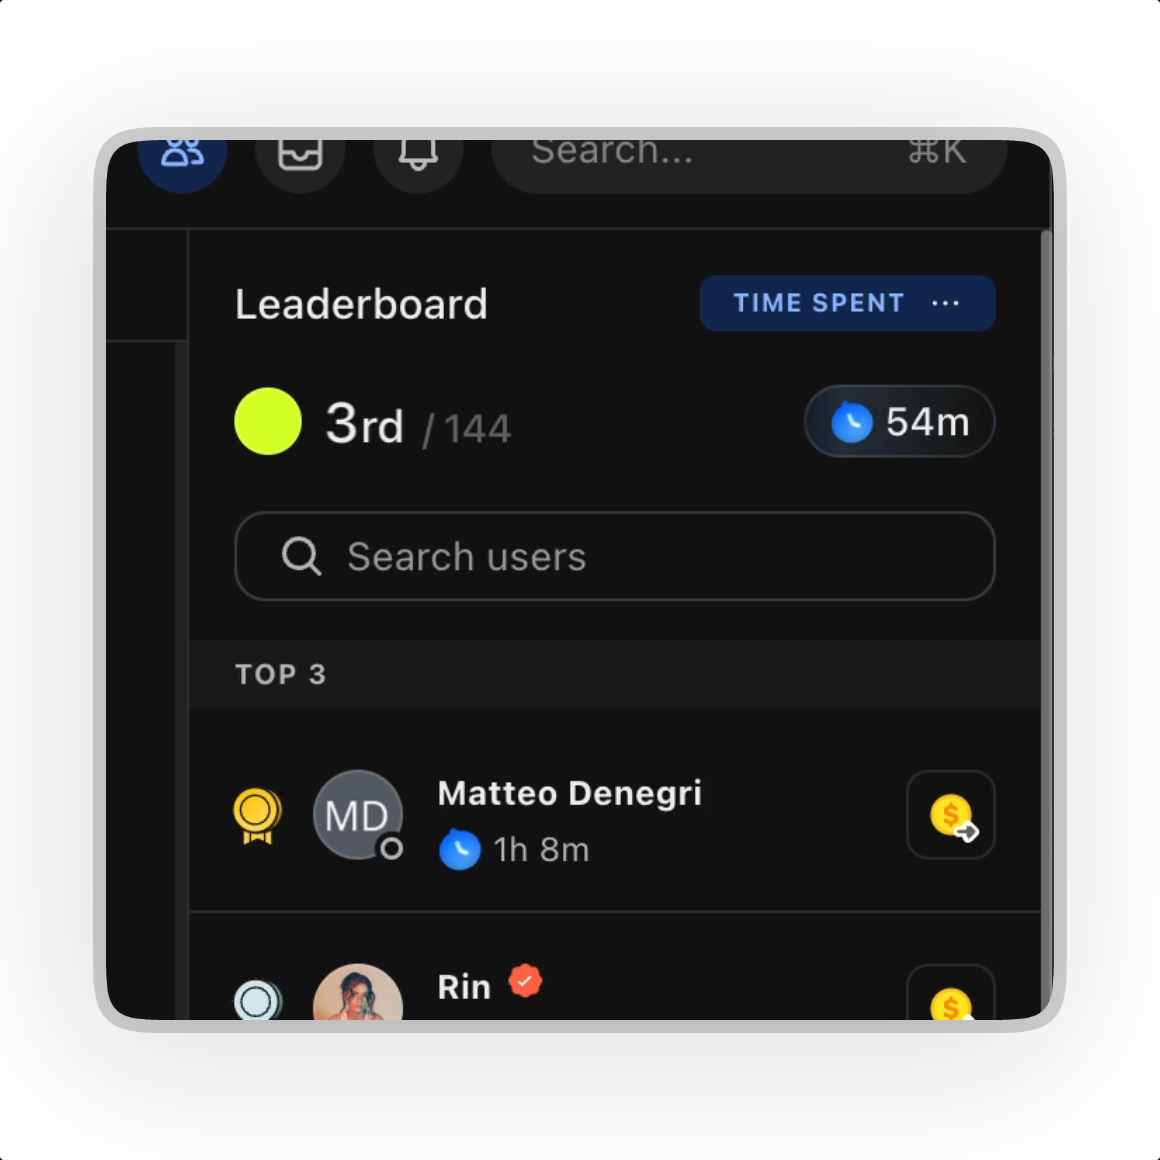 Search... ⌘K
Leaderboard
TIME SPENT ...
3rd / 144
54m
Search users
TOP 3
MD
Matteo Denegri
1h 8m
$
Rin
$